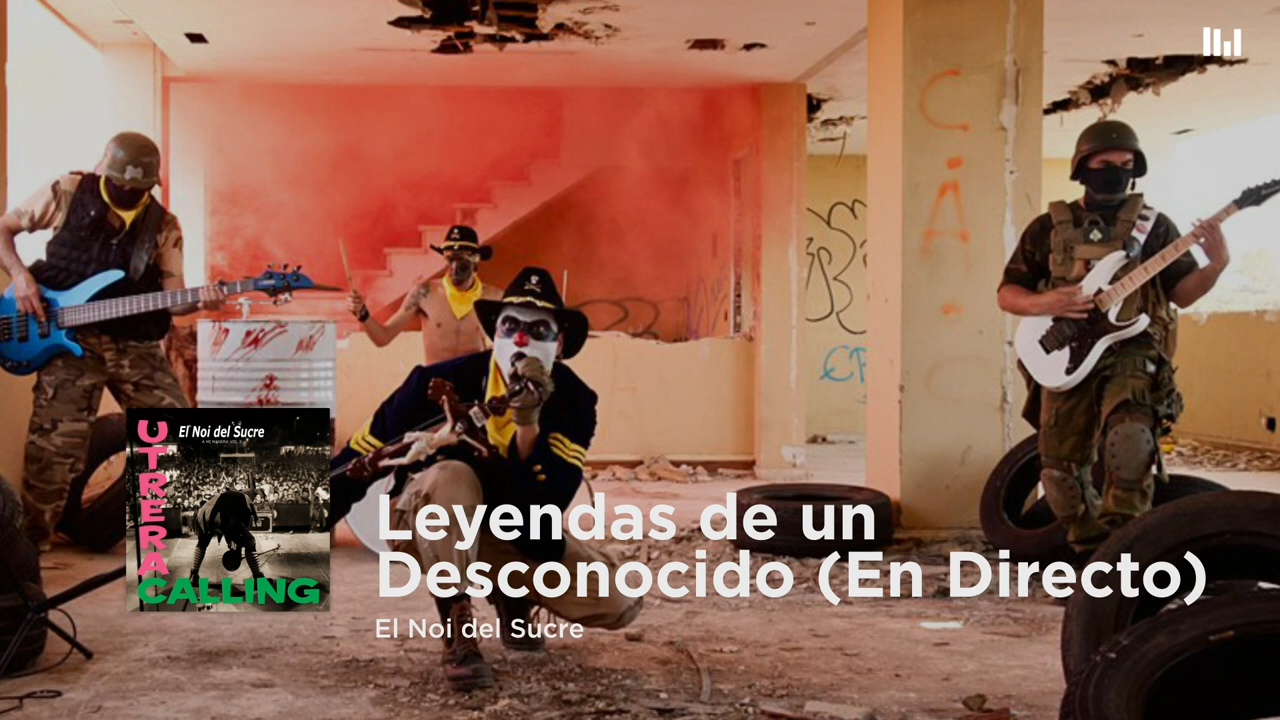 C.A.
UTRERA
El Noi del Sucre
CALLING
Leyendas de un
Desconocido (En Directo)
El Noi del Sucre